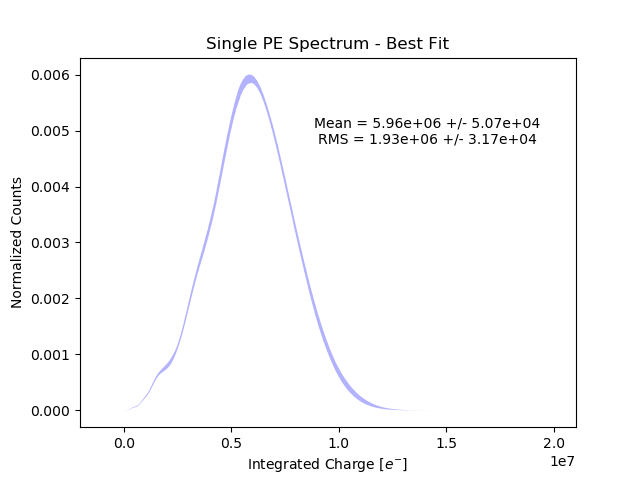 Single PE Spectrum - Best Fit
0.006
0.005
0.004
0.003
0.002
0.001
0.000
Normalized Counts
Mean = 5.96e+06 +/- 5.07e+04
RMS = 1.93e+06 +/- 3.17e+04
0.0 0.5 1.0 1.5 2.0
1e7
Integrated Charge [e⁻]